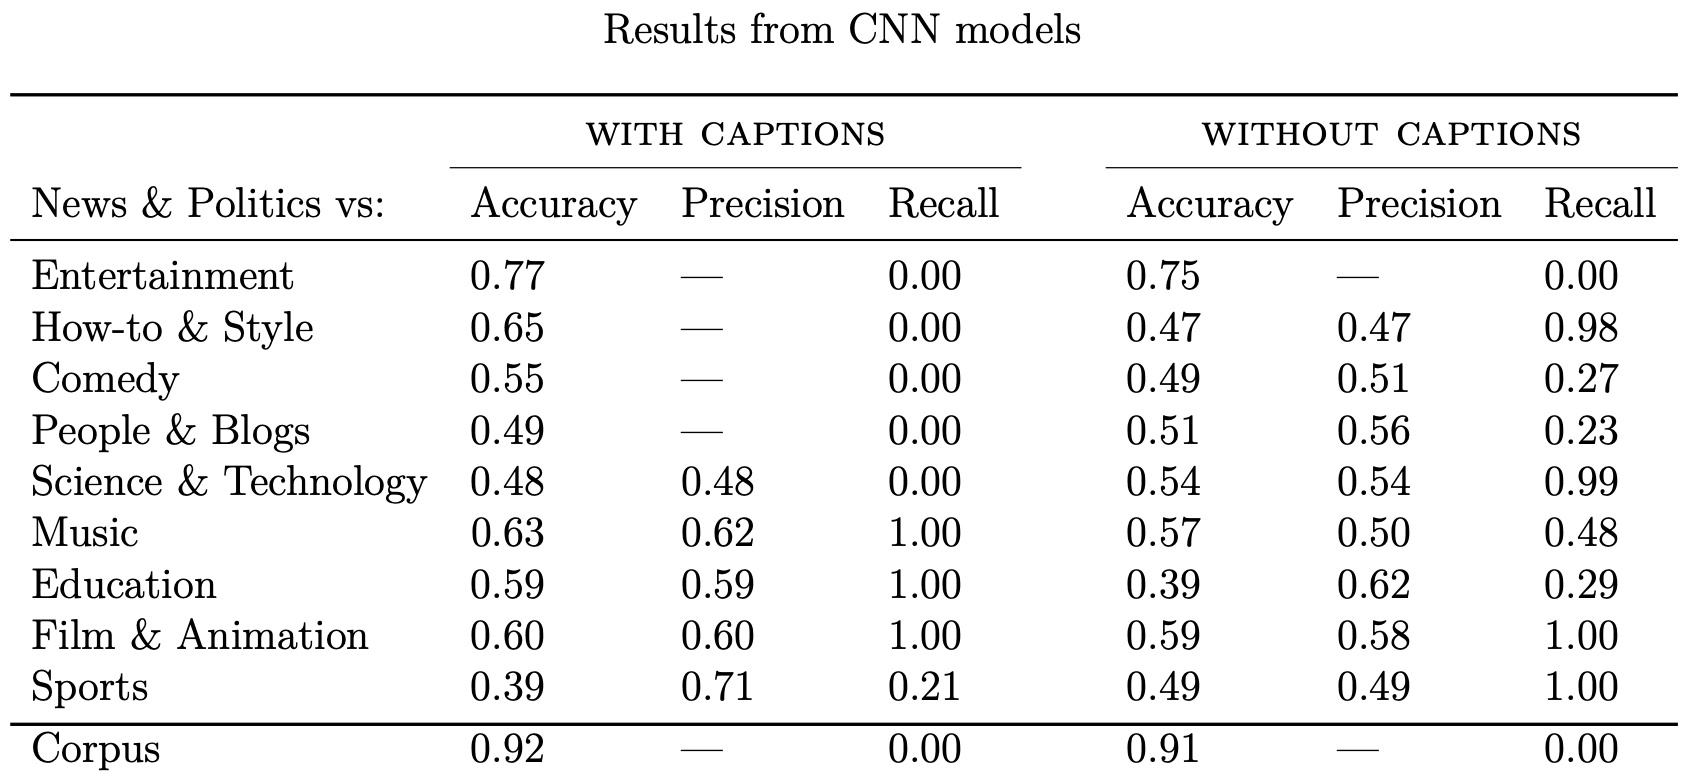 Results from CNN models
WITH CAPTIONS WITHOUT CAPTIONS
News & Politics vs: Accuracy Precision Recall Accuracy Precision Recall
Entertainment 0.77 — 0.00 0.75 — 0.00
How-to & Style 0.65 — 0.00 0.47 0.47 0.98
Comedy 0.55 — 0.00 0.49 0.51 0.27
People & Blogs 0.49 — 0.00 0.51 0.56 0.23
Science & Technology 0.48 0.48 0.00 0.54 0.54 0.99
Music 0.63 0.62 1.00 0.57 0.50 0.48
Education 0.59 0.59 1.00 0.39 0.62 0.29
Film & Animation 0.60 0.60 1.00 0.59 0.58 1.00
Sports 0.39 0.71 0.21 0.49 0.49 1.00
Corpus 0.92 — 0.00 0.91 — 0.00